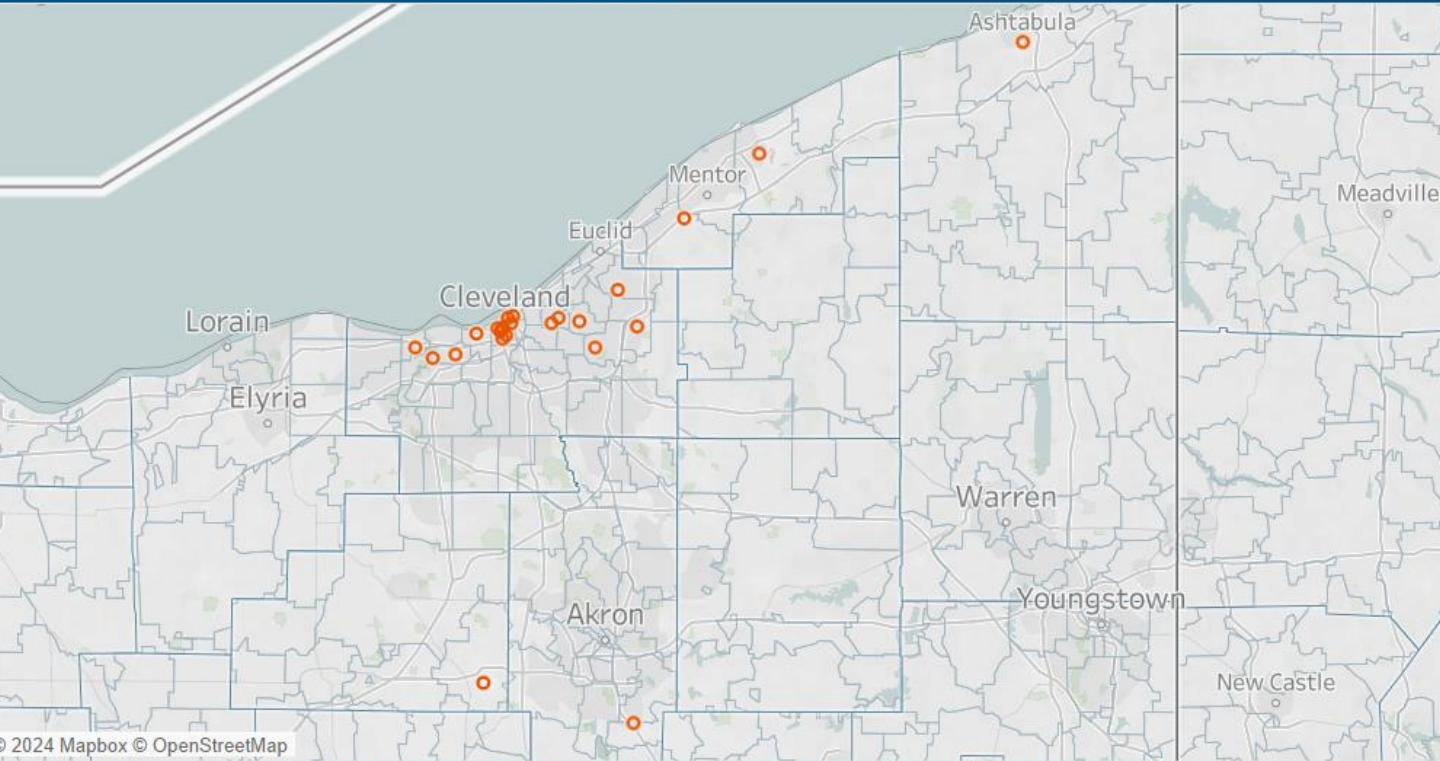 Ashtabula
Mentor
Meadville
Euclid
Cleveland
Lorain
Elyria
Warren
Youngstown
Akron
New Castle
© 2024 Mapbox © OpenStreetMap